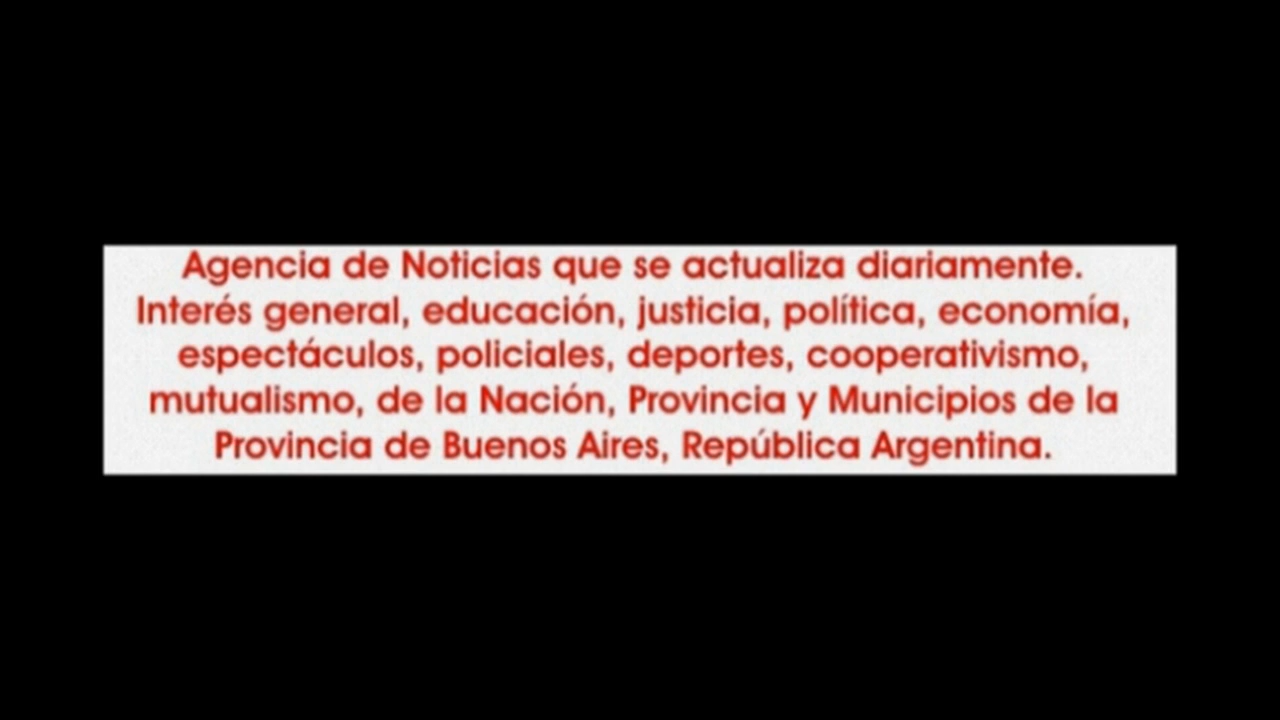 Agencia de Noticias que se actualiza diariamente.
Interés general, educación, justicia, política, economía,
espectáculos, policiales, deportes, cooperativismo,
mutualismo, de la Nación, Provincia y Municipios de la
Provincia de Buenos Aires, República Argentina.